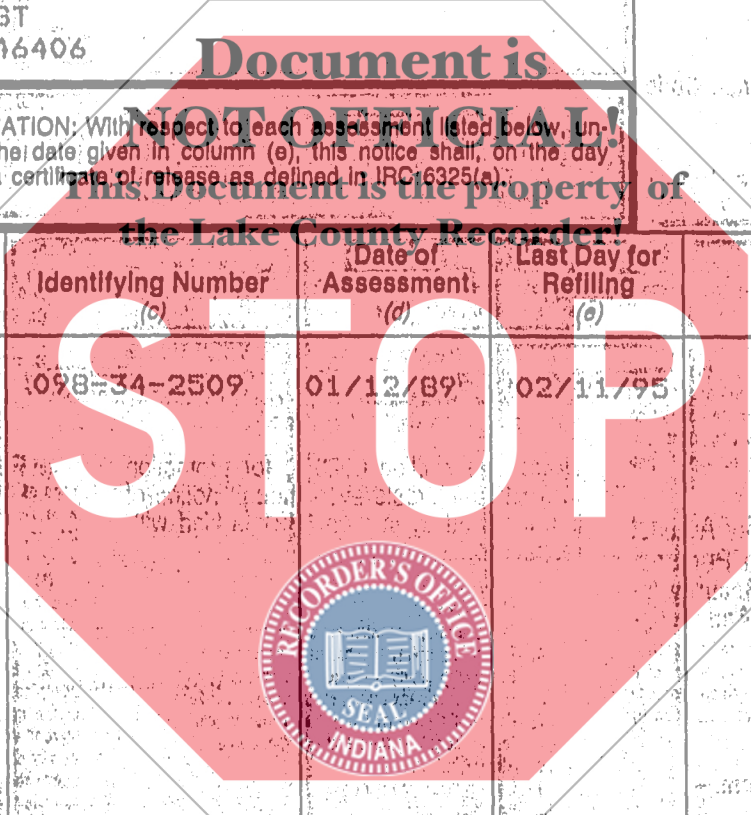 ST
46406
Document is
NOT OFFICIAL!
This Document is the property of
the Lake County Recorder!
ATION: With respect to each assessment listed below, un-
he date given in column (e), this notice shall, on the day
certificate of release as defined in IRC 6325(a).
Identifying Number
(c)
Date of
Assessment
(d)
Last Day for
Refiling
(e)
098-34-2509 01/12/89 02/11/95
STOP
RECORDER'S OFFICE
SEAL
INDIANA